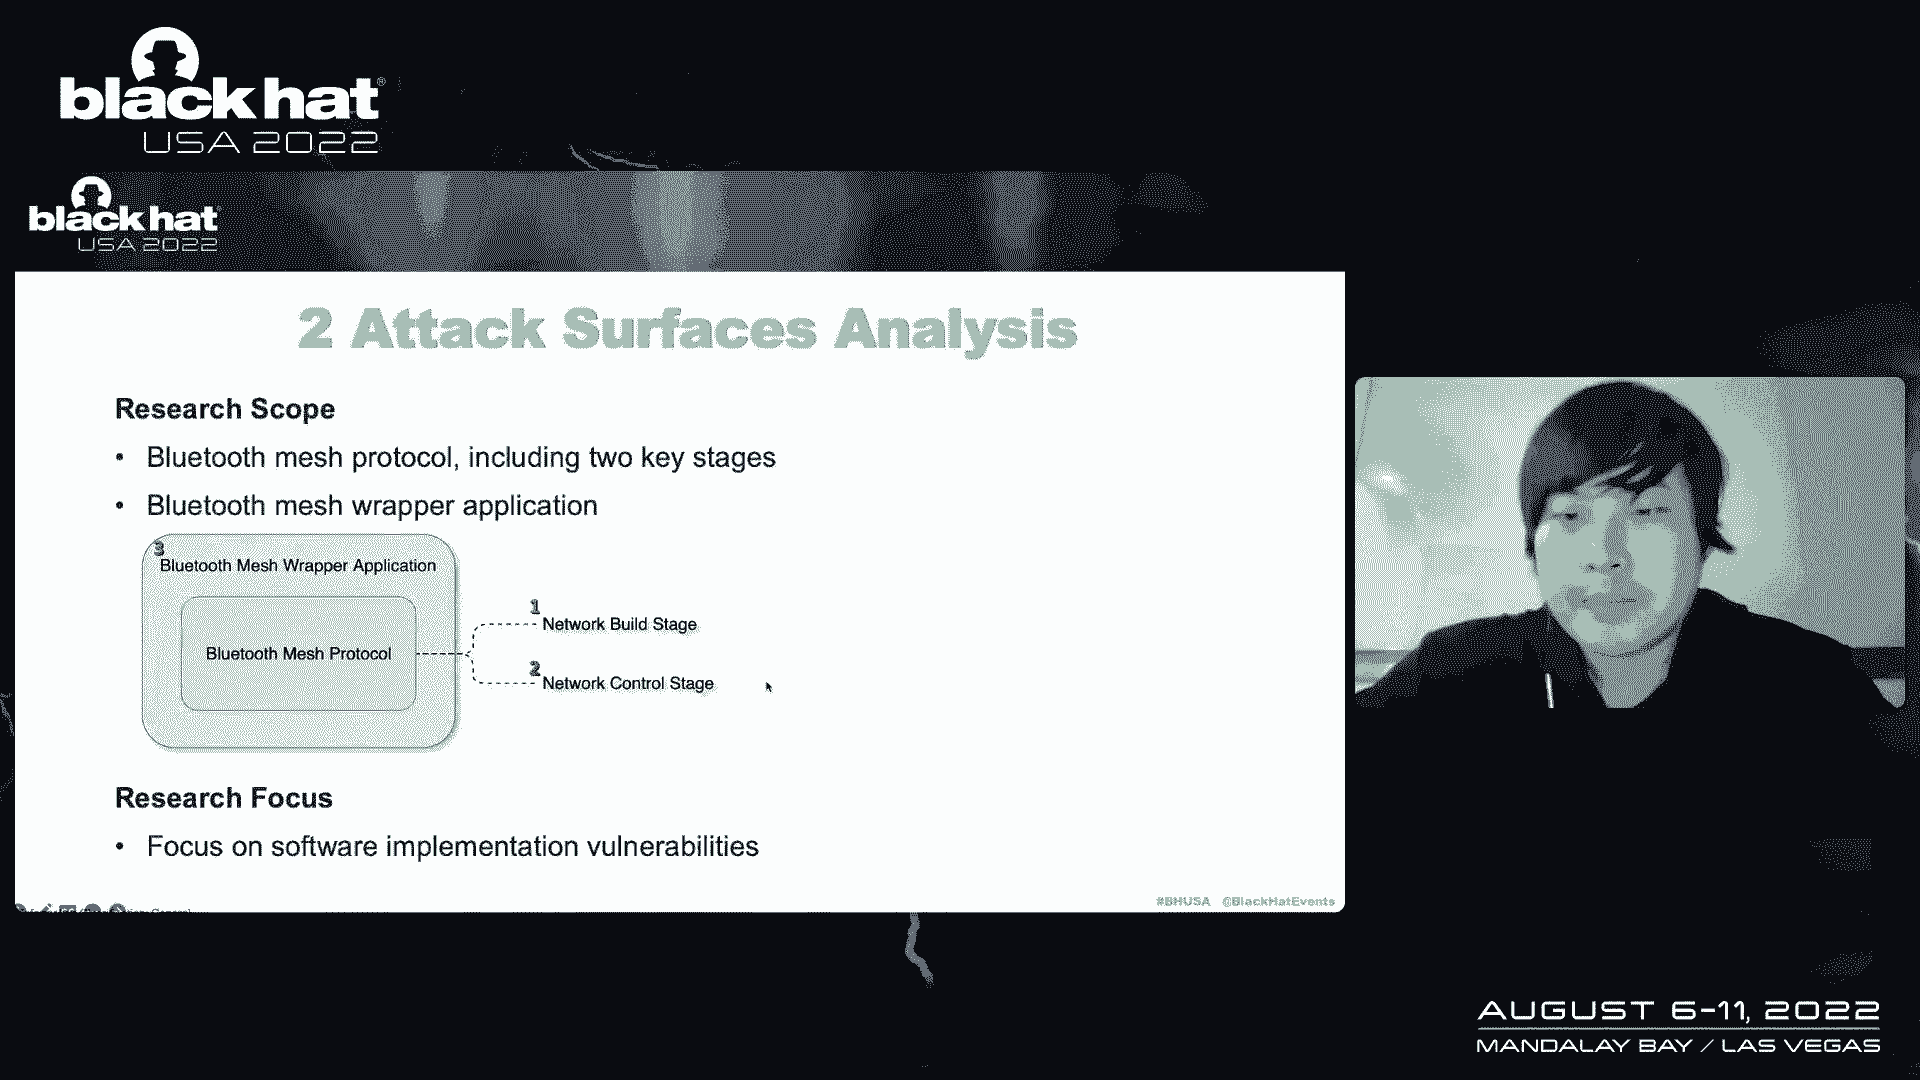 black hat®
USA 2022
black hat
USA 2022
2 Attack Surfaces Analysis
Research Scope
• Bluetooth mesh protocol, including two key stages
• Bluetooth mesh wrapper application
3
Bluetooth Mesh Wrapper Application
1
Network Build Stage
Bluetooth Mesh Protocol
2
Network Control Stage
Research Focus
• Focus on software implementation vulnerabilities
#BHUSA @BlackHatEvents
AUGUST 6-11, 2022
MANDALAY BAY / LAS VEGAS